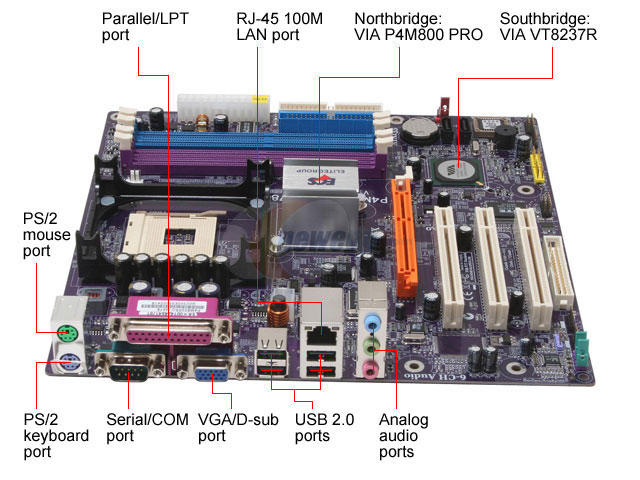 Parallel/LPT
port
RJ-45 100M
LAN port
Northbridge:
VIA P4M800 PRO
Southbridge:
VIA VT8237R
ELITEGROUP
VIA
PS/2
mouse
port
6-CH Audio
PS/2
keyboard
port
Serial/COM
port
VGA/D-sub
port
USB 2.0
ports
Analog
audio
ports